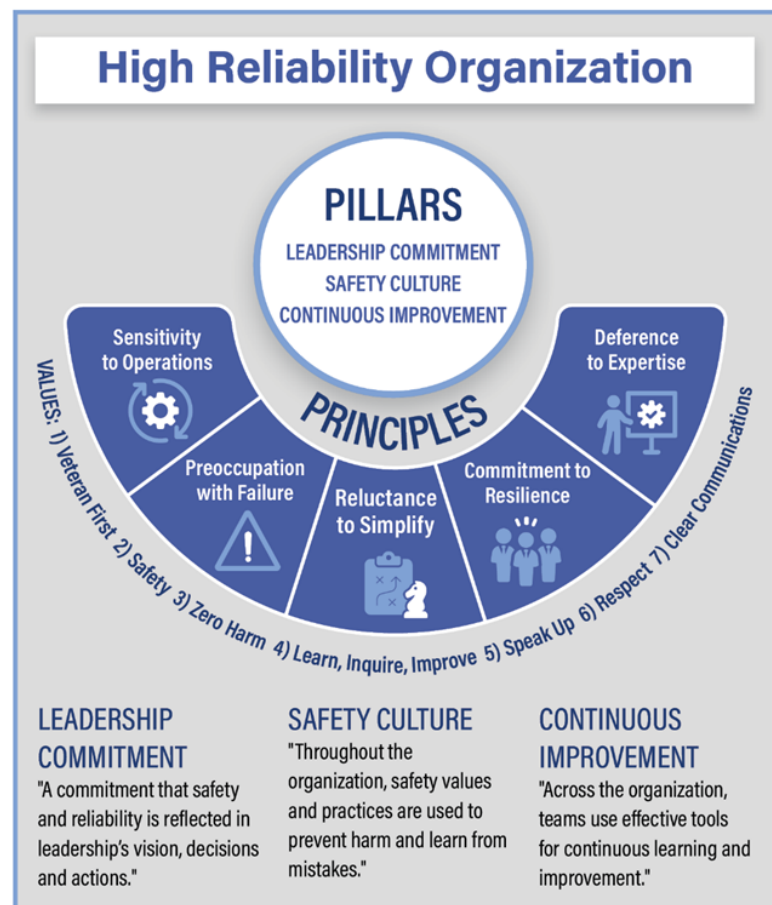 High Reliability Organization
PILLARS
LEADERSHIP COMMITMENT
SAFETY CULTURE
CONTINUOUS IMPROVEMENT
PRINCIPLES
Sensitivity
to Operations
Preoccupation
with Failure
Reluctance
to Simplify
Commitment to
Resilience
Deference
to Expertise
VALUES: 1) Veteran First 2) Safety 3) Zero Harm 4) Learn, Inquire, Improve 5) Speak Up 6) Respect 7) Clear Communications
LEADERSHIP
COMMITMENT
"A commitment that safety
and reliability is reflected in
leadership's vision, decisions
and actions."
SAFETY CULTURE
"Throughout the
organization, safety values
and practices are used to
prevent harm and learn from
mistakes."
CONTINUOUS
IMPROVEMENT
"Across the organization,
teams use effective tools
for continuous learning and
improvement."